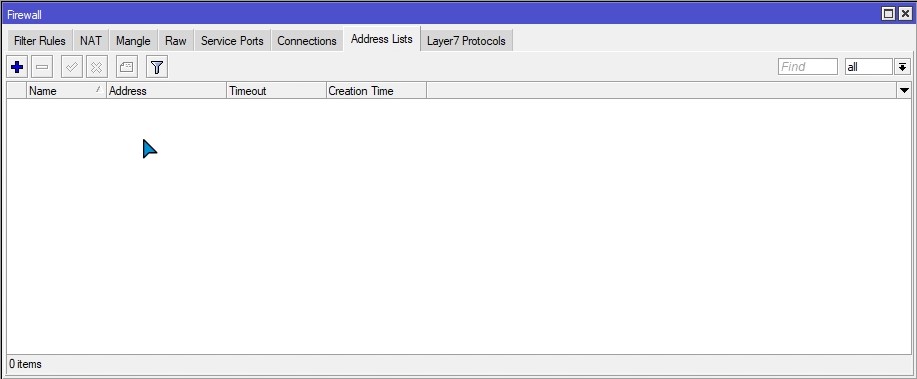 Firewall
Filter Rules NAT Mangle Raw Service Ports Connections Address Lists Layer7 Protocols
Find all
Name Address Timeout Creation Time
0 items